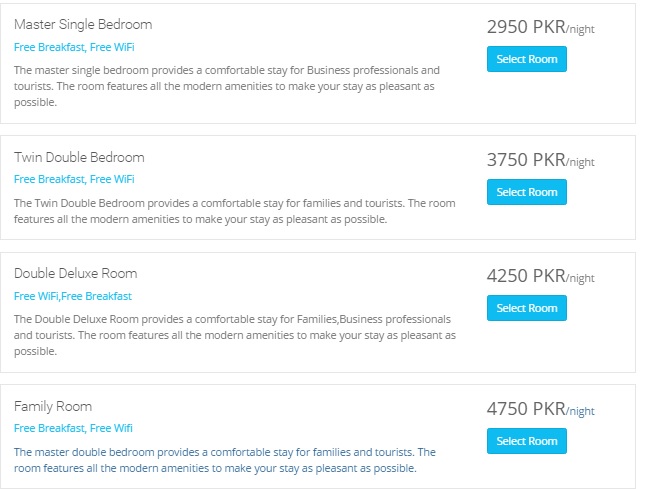 Master Single Bedroom
2950 PKR/night
Free Breakfast, Free WiFi
Select Room
The master single bedroom provides a comfortable stay for Business professionals and
tourists. The room features all the modern amenities to make your stay as pleasant as
possible.
Twin Double Bedroom
3750 PKR/night
Free Breakfast, Free WiFi
Select Room
The Twin Double Bedroom provides a comfortable stay for families and tourists. The room
features all the modern amenities to make your stay as pleasant as possible.
Double Deluxe Room
4250 PKR/night
Free WiFi,Free Breakfast
Select Room
The Double Deluxe Room provides a comfortable stay for Families,Business professionals
and tourists. The room features all the modern amenities to make your stay as pleasant as
possible.
Family Room
4750 PKR/night
Free Breakfast, Free Wifi
Select Room
The master double bedroom provides a comfortable stay for families and tourists. The
room features all the modern amenities to make your stay as pleasant as possible.